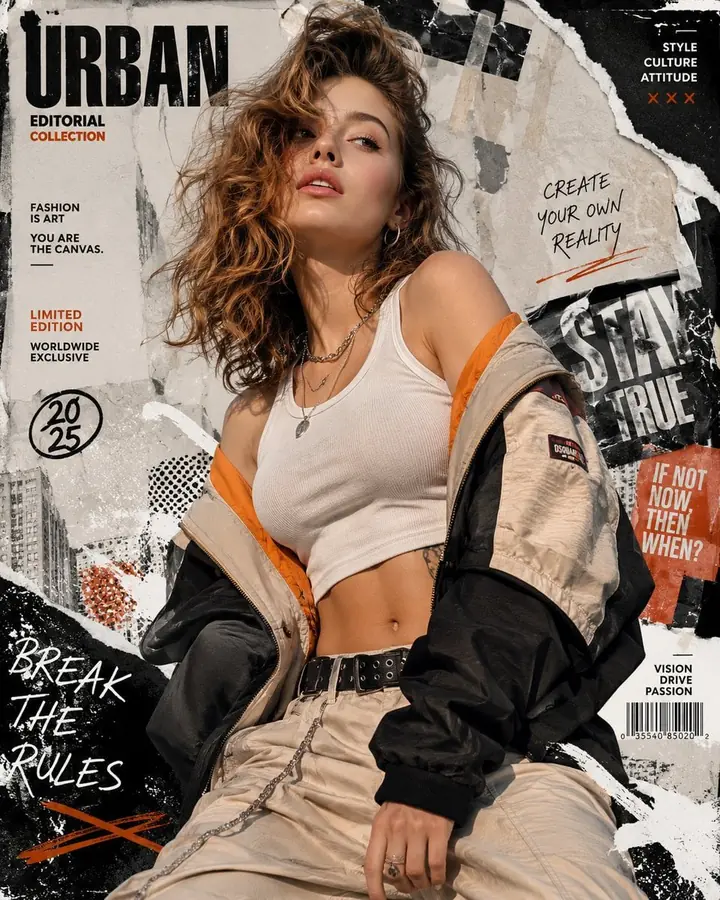 URBAN
EDITORIAL
COLLECTION
STYLE
CULTURE
ATTITUDE
XXX
FASHION
IS ART
YOU ARE
THE CANVAS.
CREATE
YOUR OWN
REALITY
LIMITED
EDITION
WORLDWIDE
EXCLUSIVE
20
25
STAY
TRUE
IF NOT
NOW,
THEN
WHEN?
BREAK
THE
RULES
VISION
DRIVE
PASSION
0 35540 85020 2